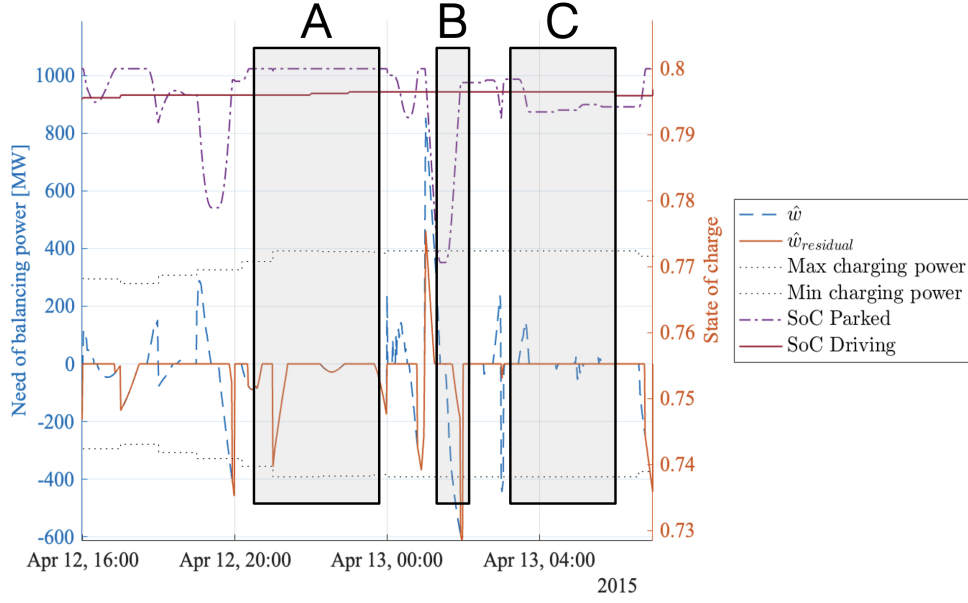 A B C
Need of balancing power [MW]
1000
800
600
400
200
0
-200
-400
-600
0.8
0.79
0.78
0.77
0.76
0.75
0.74
0.73
State of charge
Apr 12, 16:00 Apr 12, 20:00 Apr 13, 00:00 Apr 13, 04:00
2015
ŵ
ŵ_residual
Max charging power
Min charging power
SoC Parked
SoC Driving